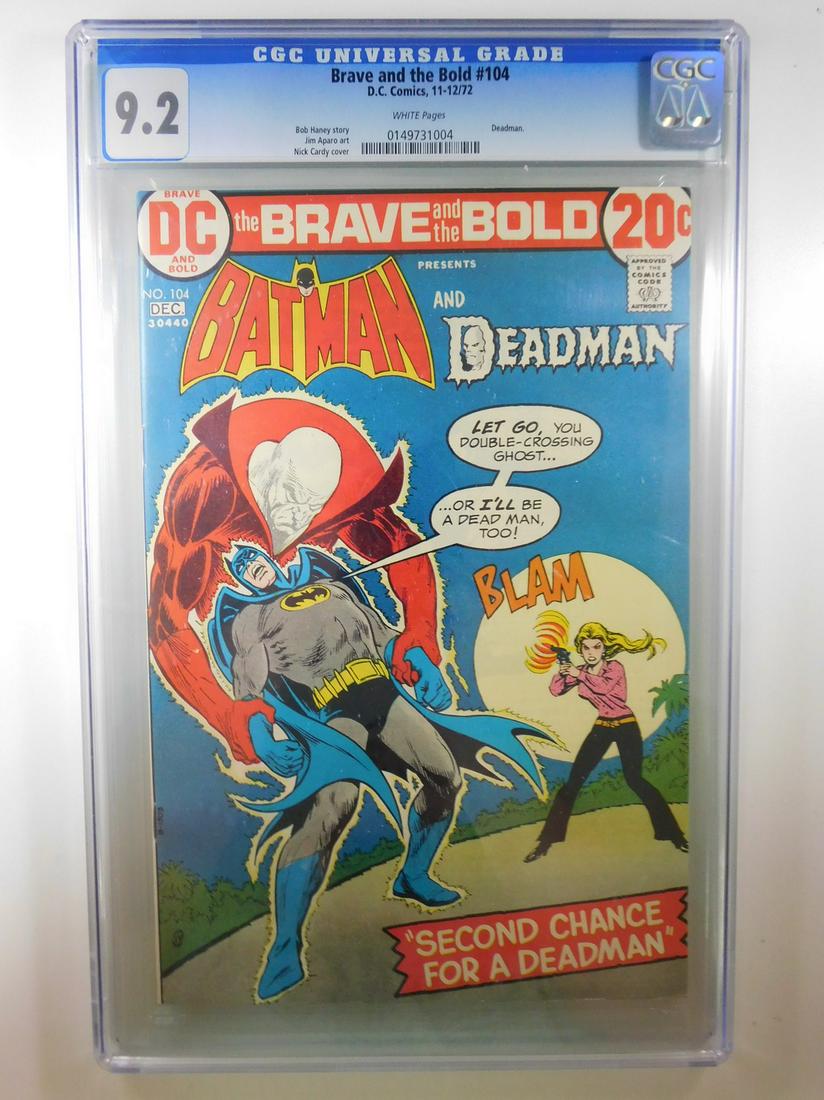 CGC UNIVERSAL GRADE
9.2
Brave and the Bold #104
D.C. Comics, 11-12/72
WHITE Pages
Bob Haney story
Jim Aparo art
Nick Cardy cover
0149731004
Deadman.
CGC
BRAVE
DC
AND
BOLD
the BRAVE and the BOLD
20¢
PRESENTS
APPROVED
BY THE
COMICS
CODE
AUTHORITY
NO. 104
DEC.
30440
BATMAN
AND
DEADMAN
LET GO, YOU
DOUBLE-CROSSING
GHOST...
...OR I'LL BE
A DEAD MAN,
TOO!
BLAM
"SECOND CHANCE
FOR A DEADMAN"